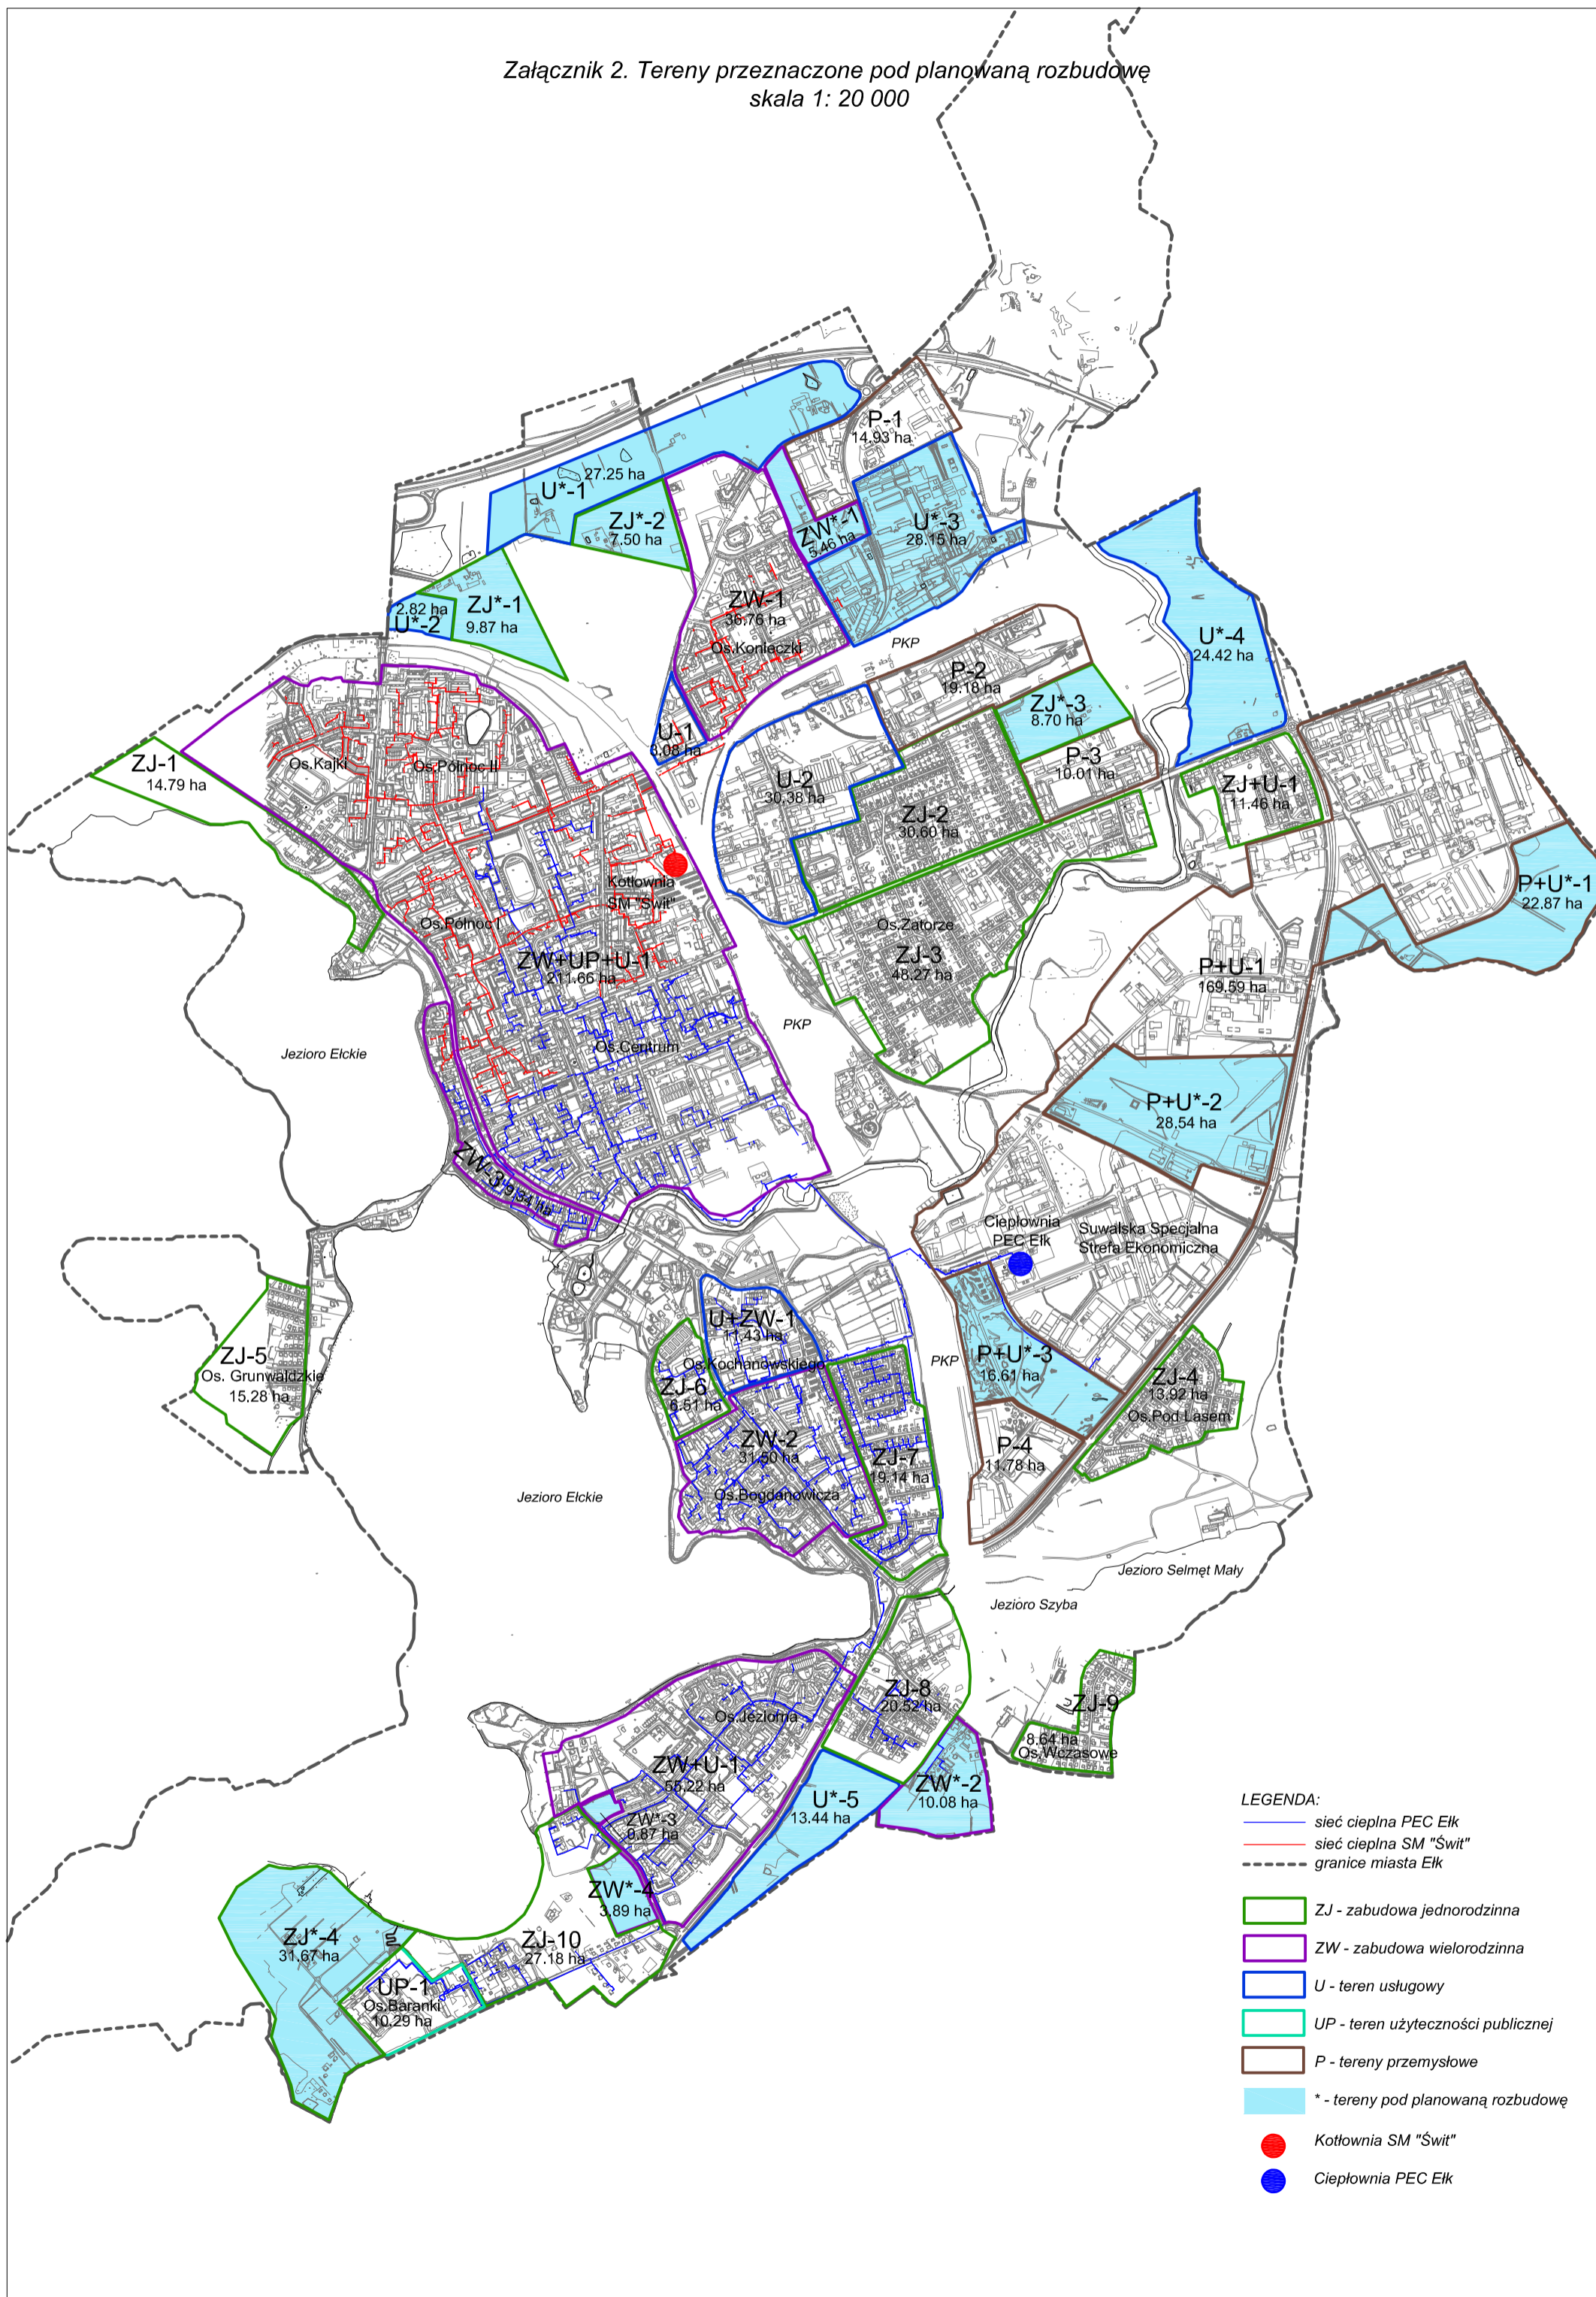 Załącznik 2. Tereny przeznaczone pod planowaną rozbudowę
skala 1: 20 000
P-1
14.93 ha
27.25 ha
U*-1
ZJ*-2
7.50 ha
ZW*-1
5.46 ha
U*-3
28.15 ha
2.82 ha
U*-2
ZJ*-1
9.87 ha
ZW-1
36.76 ha
Os.Konieczki
PKP
U*-4
24.42 ha
P-2
19.18 ha
ZJ*-3
8.70 ha
U-1
3.08 ha
P-3
10.01 ha
ZJ-1
14.79 ha
Os.Kajki
Os.Północ II
U-2
30.38 ha
ZJ+U-1
11.46 ha
ZJ-2
30.60 ha
Kotłownia
SM "Świt"
P+U*-1
22.87 ha
Os.Północ I
Os.Zatorze
ZJ-3
48.27 ha
ZW+UP+U-1
211.66 ha
P+U-1
169.59 ha
PKP
Os.Centrum
Jezioro Ełckie
P+U*-2
28.54 ha
ZW-3
9.34 ha
Ciepłownia
PEC Ełk
Suwalska Specjalna
Strefa Ekonomiczna
U+ZW-1
11.43 ha
Os.Kochanowskiego
PKP
P+U*-3
16.61 ha
ZJ-5
Os. Grunwaldzkie
15.28 ha
ZJ-6
6.51 ha
ZJ-4
13.92 ha
Os.Pod Lasem
ZW-2
31.50 ha
P-4
11.78 ha
ZJ-7
19.14 ha
Os.Bogdanowicza
Jezioro Ełckie
Jezioro Selmęt Mały
Jezioro Szyba
ZJ-8
20.52 ha
ZJ-9
Os.Jeziorna
8.64 ha
Os.Wczasowe
ZW+U-1
55.22 ha
ZW*-2
10.08 ha
U*-5
13.44 ha
ZW*-3
9.87 ha
ZW*-4
3.89 ha
ZJ*-4
31.67 ha
ZJ-10
27.18 ha
UP-1
Os.Baranki
10.29 ha
LEGENDA:
sieć cieplna PEC Ełk
sieć cieplna SM "Świt"
granice miasta Ełk
ZJ - zabudowa jednorodzinna
ZW - zabudowa wielorodzinna
U - teren usługowy
UP - teren użyteczności publicznej
P - tereny przemysłowe
* - tereny pod planowaną rozbudowę
Kotłownia SM "Świt"
Ciepłownia PEC Ełk